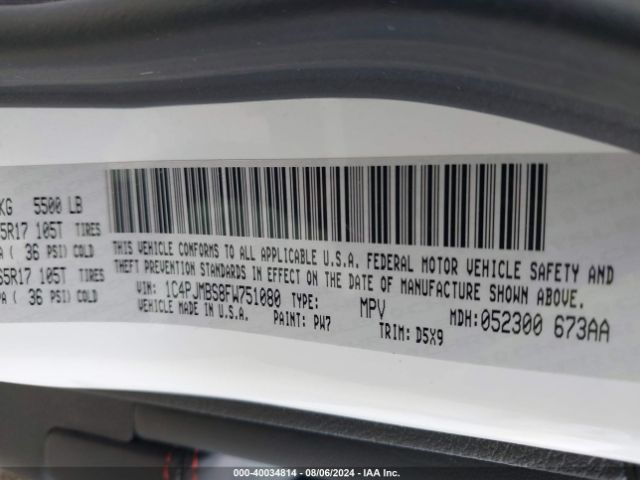 KG 5500 LB
5R17 105T TIRES
A ( 36 PSI) COLD
65R17 105T TIRES
PA ( 36 PSI) COLD
THIS VEHICLE CONFORMS TO ALL APPLICABLE U.S.A. FEDERAL MOTOR VEHICLE SAFETY AND
THEFT PREVENTION STANDARDS IN EFFECT ON THE DATE OF MANUFACTURE SHOWN ABOVE.
VIN: 1C4PJMBS8FW751080 TYPE: MPV MDH:052300 673AA
VEHICLE MADE IN U.S.A. PAINT: PW7 TRIM: D5X9
000-40034814 - 08/06/2024 - IAA Inc.